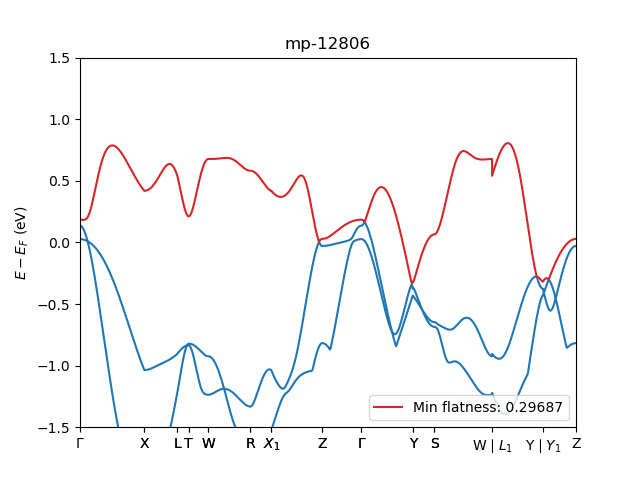 mp-12806
E − E_F (eV)
1.5
1.0
0.5
0.0
−0.5
−1.0
−1.5
Min flatness: 0.29687
Γ X L T W R X₁ Z Γ Y S W | L₁ Y | Y₁ Z